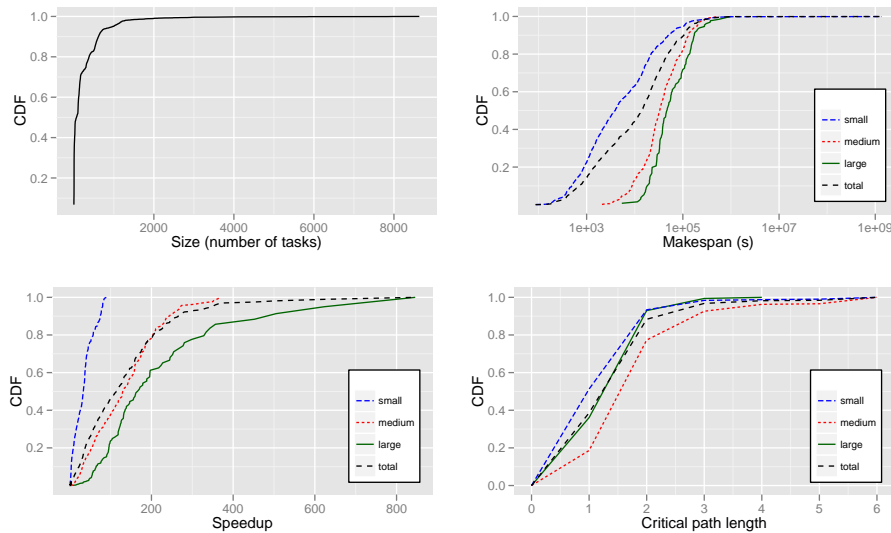 1.0
0.8
0.6
0.4
0.2
CDF
2000
4000
6000
8000
Size (number of tasks)
1.0
0.8
0.6
0.4
0.2
CDF
small
medium
large
total
1e+03
1e+05
1e+07
1e+09
Makespan (s)
1.0
0.8
0.6
0.4
0.2
CDF
small
medium
large
total
200
400
600
800
Speedup
1.0
0.8
0.6
0.4
0.2
0.0
CDF
small
medium
large
total
0
1
2
3
4
5
6
Critical path length